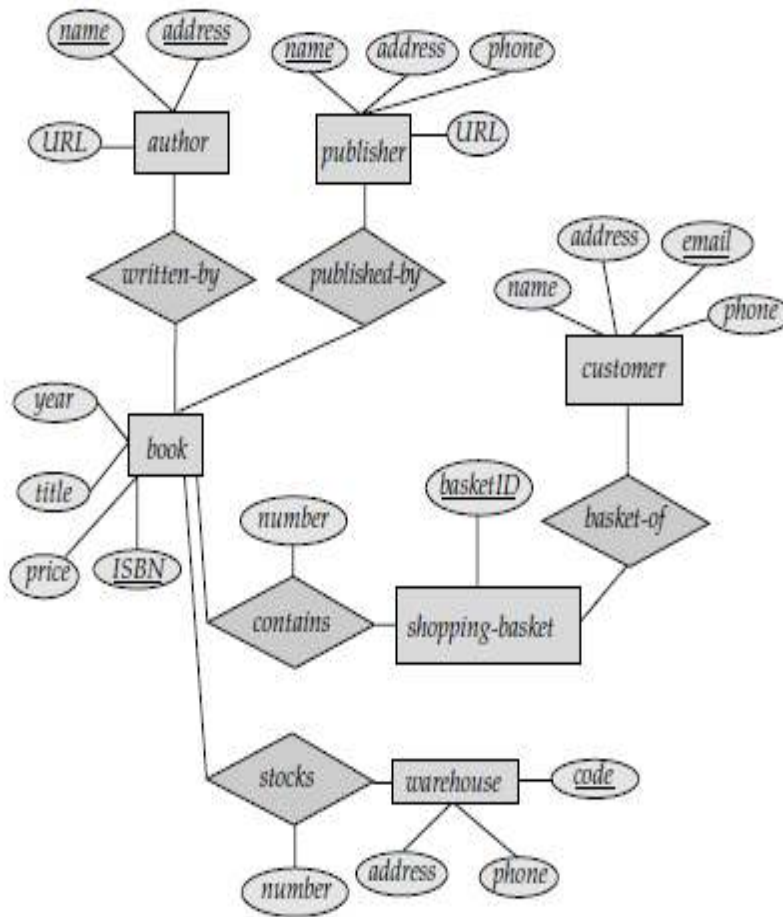 name
address
URL
author
name
address
phone
URL
publisher
written-by
published-by
address
email
name
phone
customer
year
title
price
ISBN
book
basketID
basket-of
number
contains
shopping-basket
stocks
warehouse
code
number
address
phone